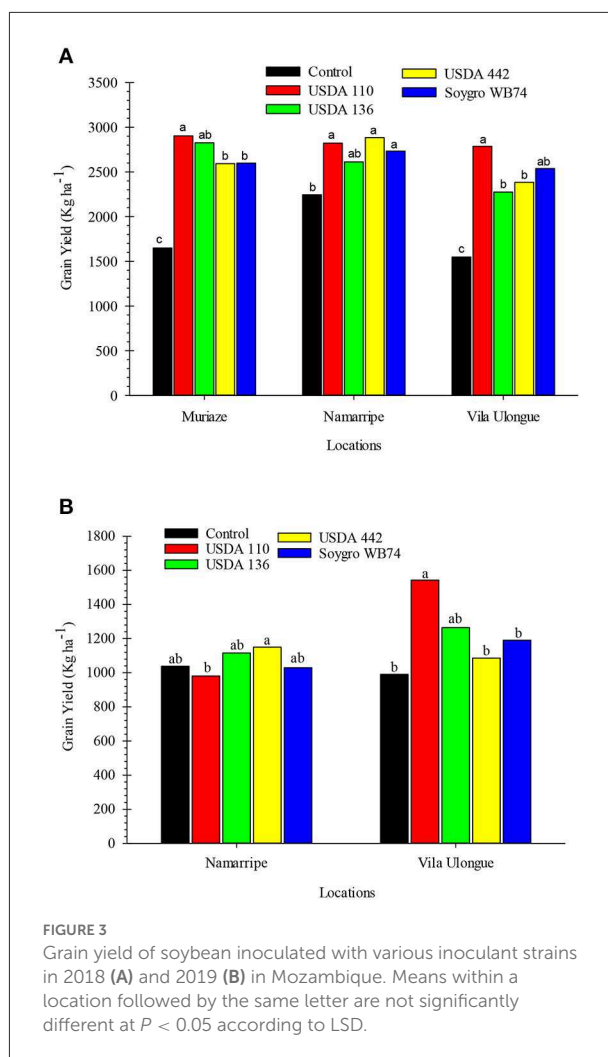 A
Control
USDA 110
USDA 136
USDA 442
Soygro WB74
3500
3000
2500
2000
1500
1000
500
0
Grain Yield (Kg ha⁻¹)
c a ab b b
b a ab a a
c a b b ab
Muriaze Namarripe Vila Ulongue
Locations
B
Control
USDA 110
USDA 136
USDA 442
Soygro WB74
1800
1600
1400
1200
1000
800
600
400
200
0
Grain Yield (Kg ha⁻¹)
ab b ab a ab
b a ab b b
Namarripe Vila Ulongue
Locations
FIGURE 3
Grain yield of soybean inoculated with various inoculant strains
in 2018 (A) and 2019 (B) in Mozambique. Means within a
location followed by the same letter are not significantly
different at P < 0.05 according to LSD.